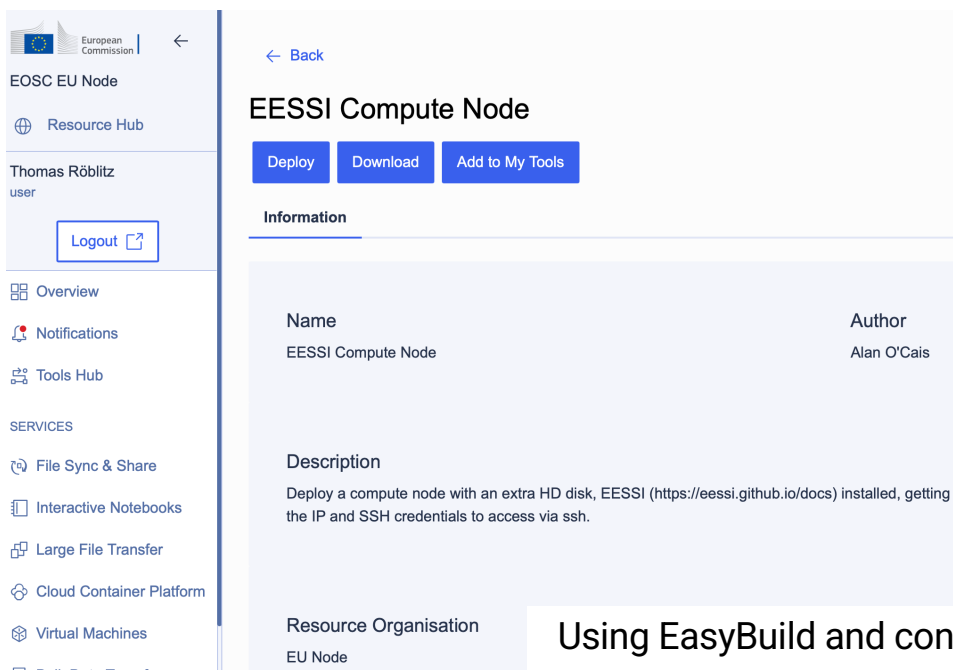 European
Commission
EOSC EU Node
Resource Hub
Thomas Röblitz
user
Logout
Overview
Notifications
Tools Hub
SERVICES
File Sync & Share
Interactive Notebooks
Large File Transfer
Cloud Container Platform
Virtual Machines
Back
EESSI Compute Node
Deploy Download Add to My Tools
Information
Name
EESSI Compute Node
Author
Alan O'Cais
Description
Deploy a compute node with an extra HD disk, EESSI (https://eessi.github.io/docs) installed, getting
the IP and SSH credentials to access via ssh.
Resource Organisation
EU Node
Using EasyBuild and con